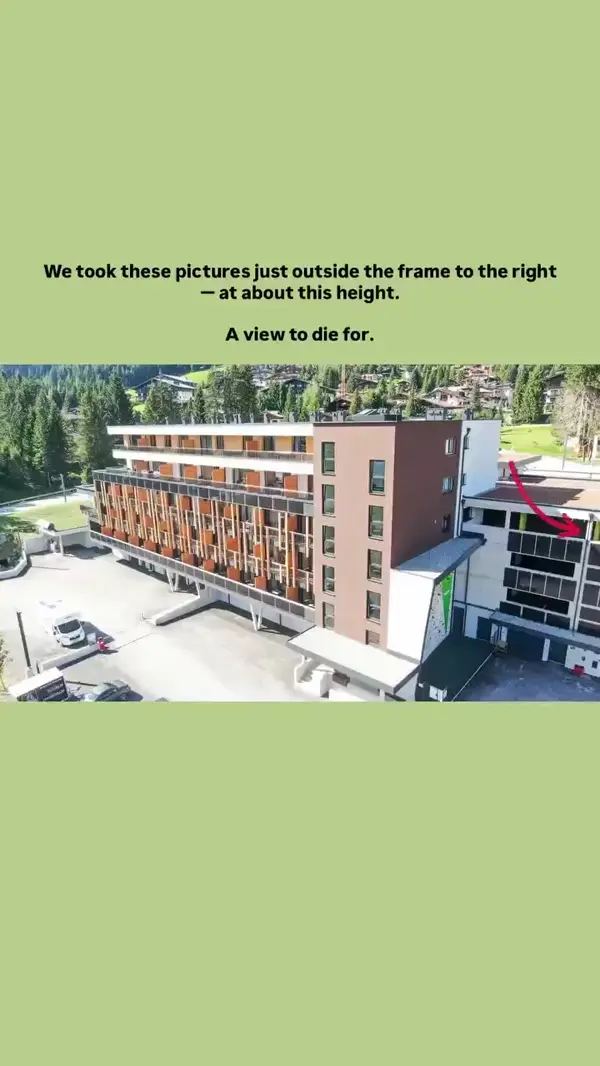 We took these pictures just outside the frame to the right
— at about this height.
A view to die for.